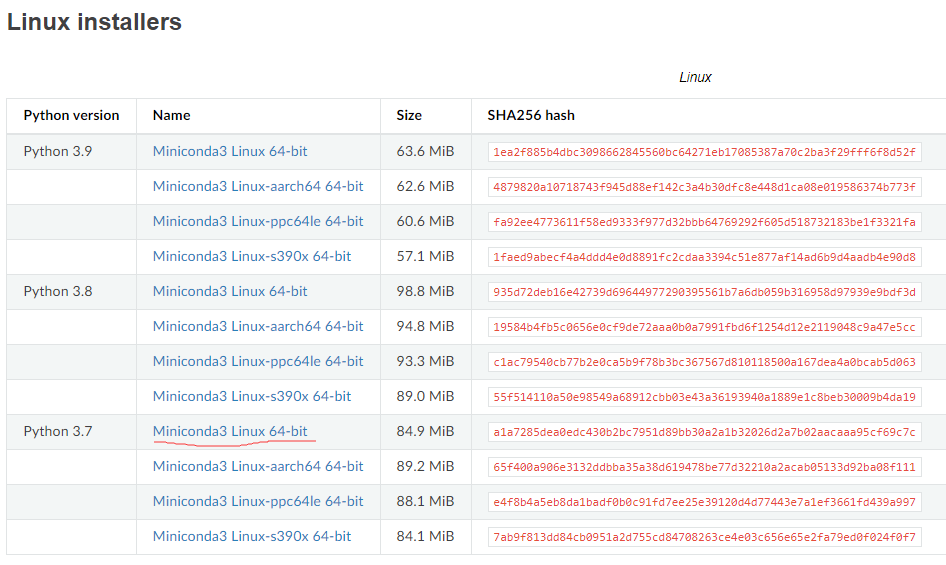 Linux installers
Linux
Python version Name Size SHA256 hash
Python 3.9 Miniconda3 Linux 64-bit 63.6 MiB 1ea2f885b4dbc3098662845560bc64271eb17085387a70c2ba3f29fff6f8d52f
Miniconda3 Linux-aarch64 64-bit 62.6 MiB 4879820a10718743f945d88ef142c3a4b30dfc8e448d1ca08e019586374b773f
Miniconda3 Linux-ppc64le 64-bit 60.6 MiB fa92ee4773611f58ed9333f977d32bbb64769292f605d518732183be1f3321fa
Miniconda3 Linux-s390x 64-bit 57.1 MiB 1faed9abecf4a4ddd4e0d8891fc2cdaa3394c51e877af14ad6b9d4aadb4e90d8
Python 3.8 Miniconda3 Linux 64-bit 98.8 MiB 935d72deb16e42739d69644977290395561b7a6db059b316958d97939e9bdf3d
Miniconda3 Linux-aarch64 64-bit 94.8 MiB 19584b4fb5c0656e0cf9de72aaa0b0a7991fbd6f1254d12e2119048c9a47e5cc
Miniconda3 Linux-ppc64le 64-bit 93.3 MiB c1ac79540cb77b2e0ca5b9f78b3bc367567d810118500a167dea4a0bcab5d063
Miniconda3 Linux-s390x 64-bit 89.0 MiB 55f514110a50e98549a68912cbb03e43a36193940a1889e1c8beb30009b4da19
Python 3.7 Miniconda3 Linux 64-bit 84.9 MiB a1a7285dea0edc430b2bc7951d89bb30a2a1b32026d2a7b02aacaaa95cf69c7c
Miniconda3 Linux-aarch64 64-bit 89.2 MiB 65f400a906e3132ddbba35a38d619478be77d32210a2acab05133d92ba08f111
Miniconda3 Linux-ppc64le 64-bit 88.1 MiB e4f8b4a5eb8da1badf0b0c91fd7ee25e39120d4d77443e7a1ef3661fd439a997
Miniconda3 Linux-s390x 64-bit 84.1 MiB 7ab9f813dd84cb0951a2d755cd84708263ce4e03c656e65e2fa79ed0f024f0f7